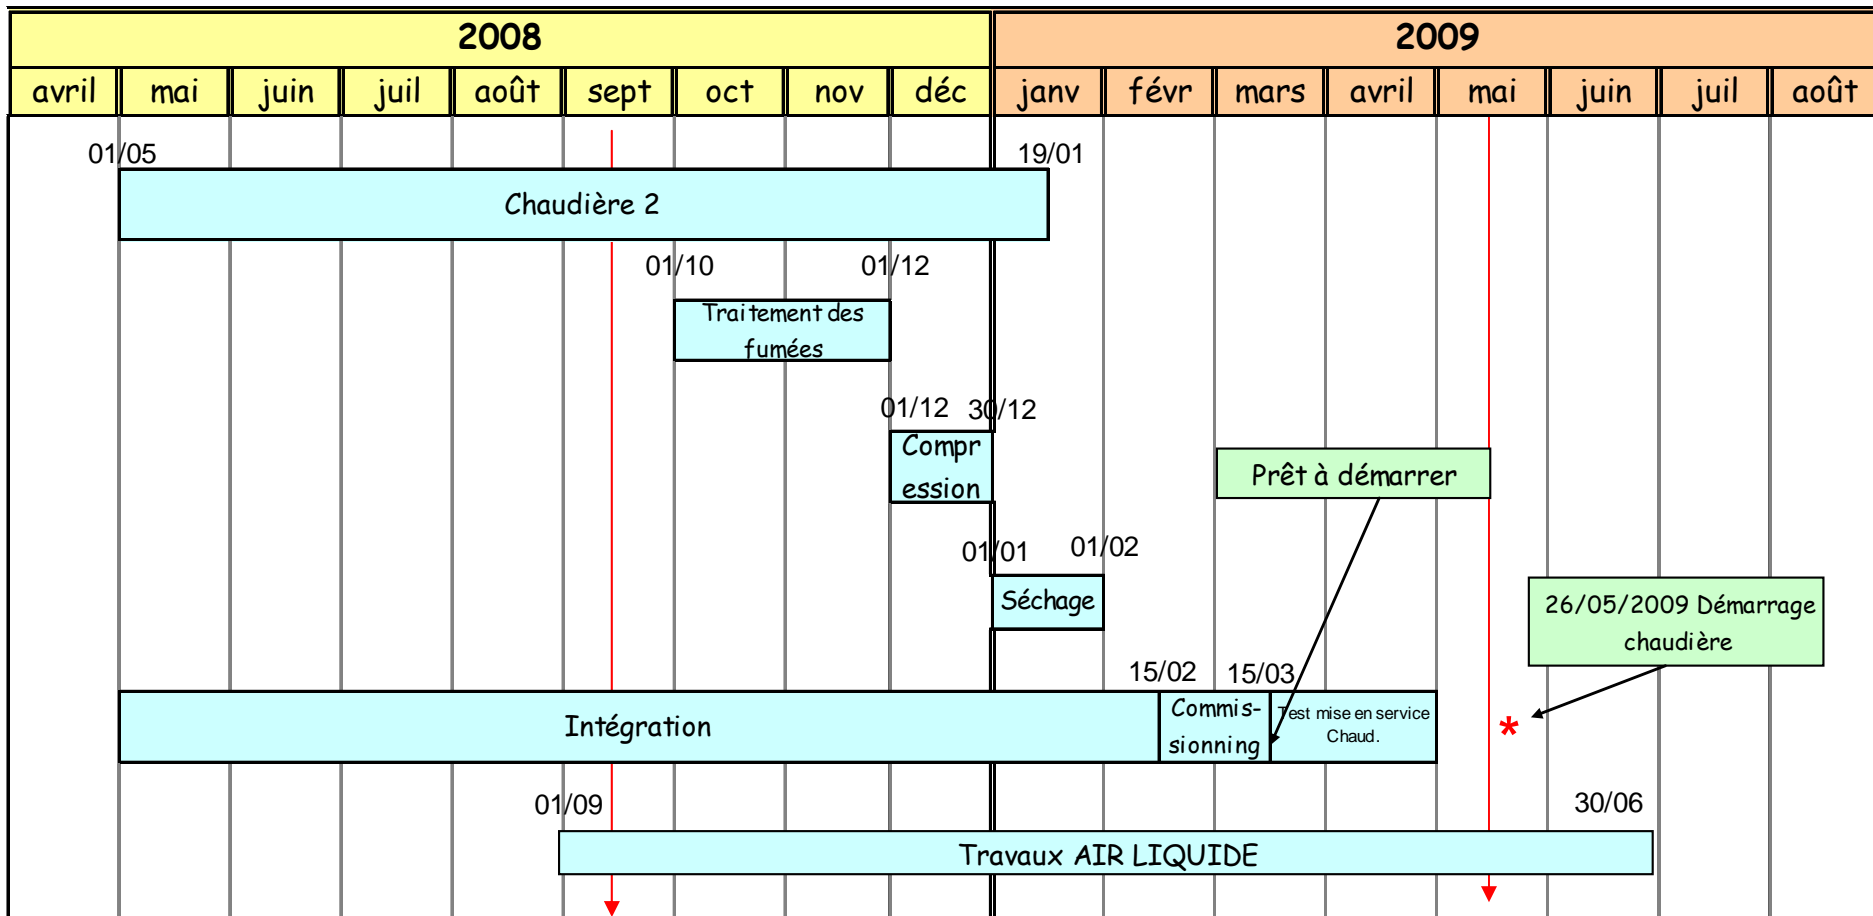 2008
2009
avril mai juin juil août sept oct nov déc janv févr mars avril mai juin juil août
01/05
19/01
Chaudière 2
01/10
01/12
Traitement des
fumées
01/12
30/12
Compr
ession
Prêt à démarrer
01/01
01/02
Séchage
26/05/2009 Démarrage
chaudière
15/02
15/03
Intégration
Commis-
sionning
Test mise en service
Chaud.
*
01/09
30/06
Travaux AIR LIQUIDE